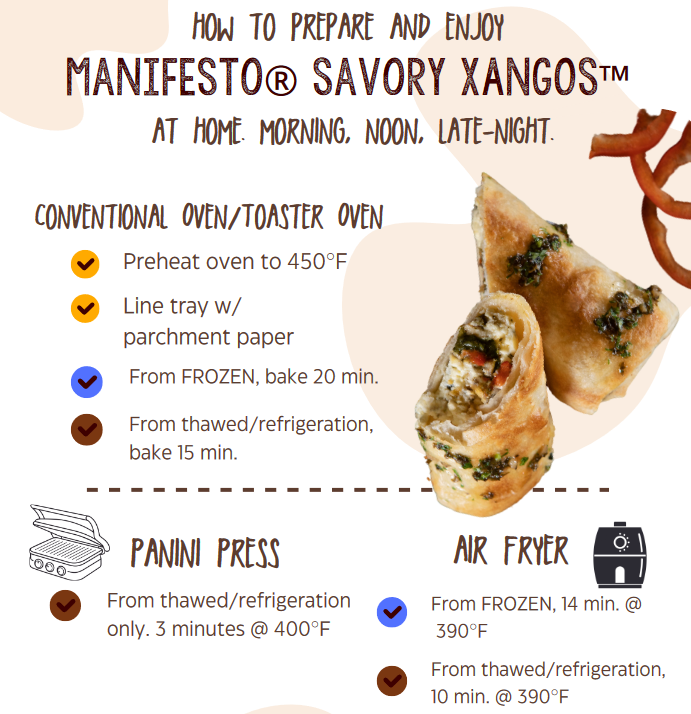 HOW TO PREPARE AND ENJOY
MANIFESTO® SAVORY XANGOS™
AT HOME. MORNING, NOON, LATE-NIGHT.
CONVENTIONAL OVEN/TOASTER OVEN
Preheat oven to 450°F
Line tray w/
parchment paper
From FROZEN, bake 20 min.
From thawed/refrigeration,
bake 15 min.
PANINI PRESS
From thawed/refrigeration
only. 3 minutes @ 400°F
AIR FRYER
From FROZEN, 14 min. @
390°F
From thawed/refrigeration,
10 min. @ 390°F